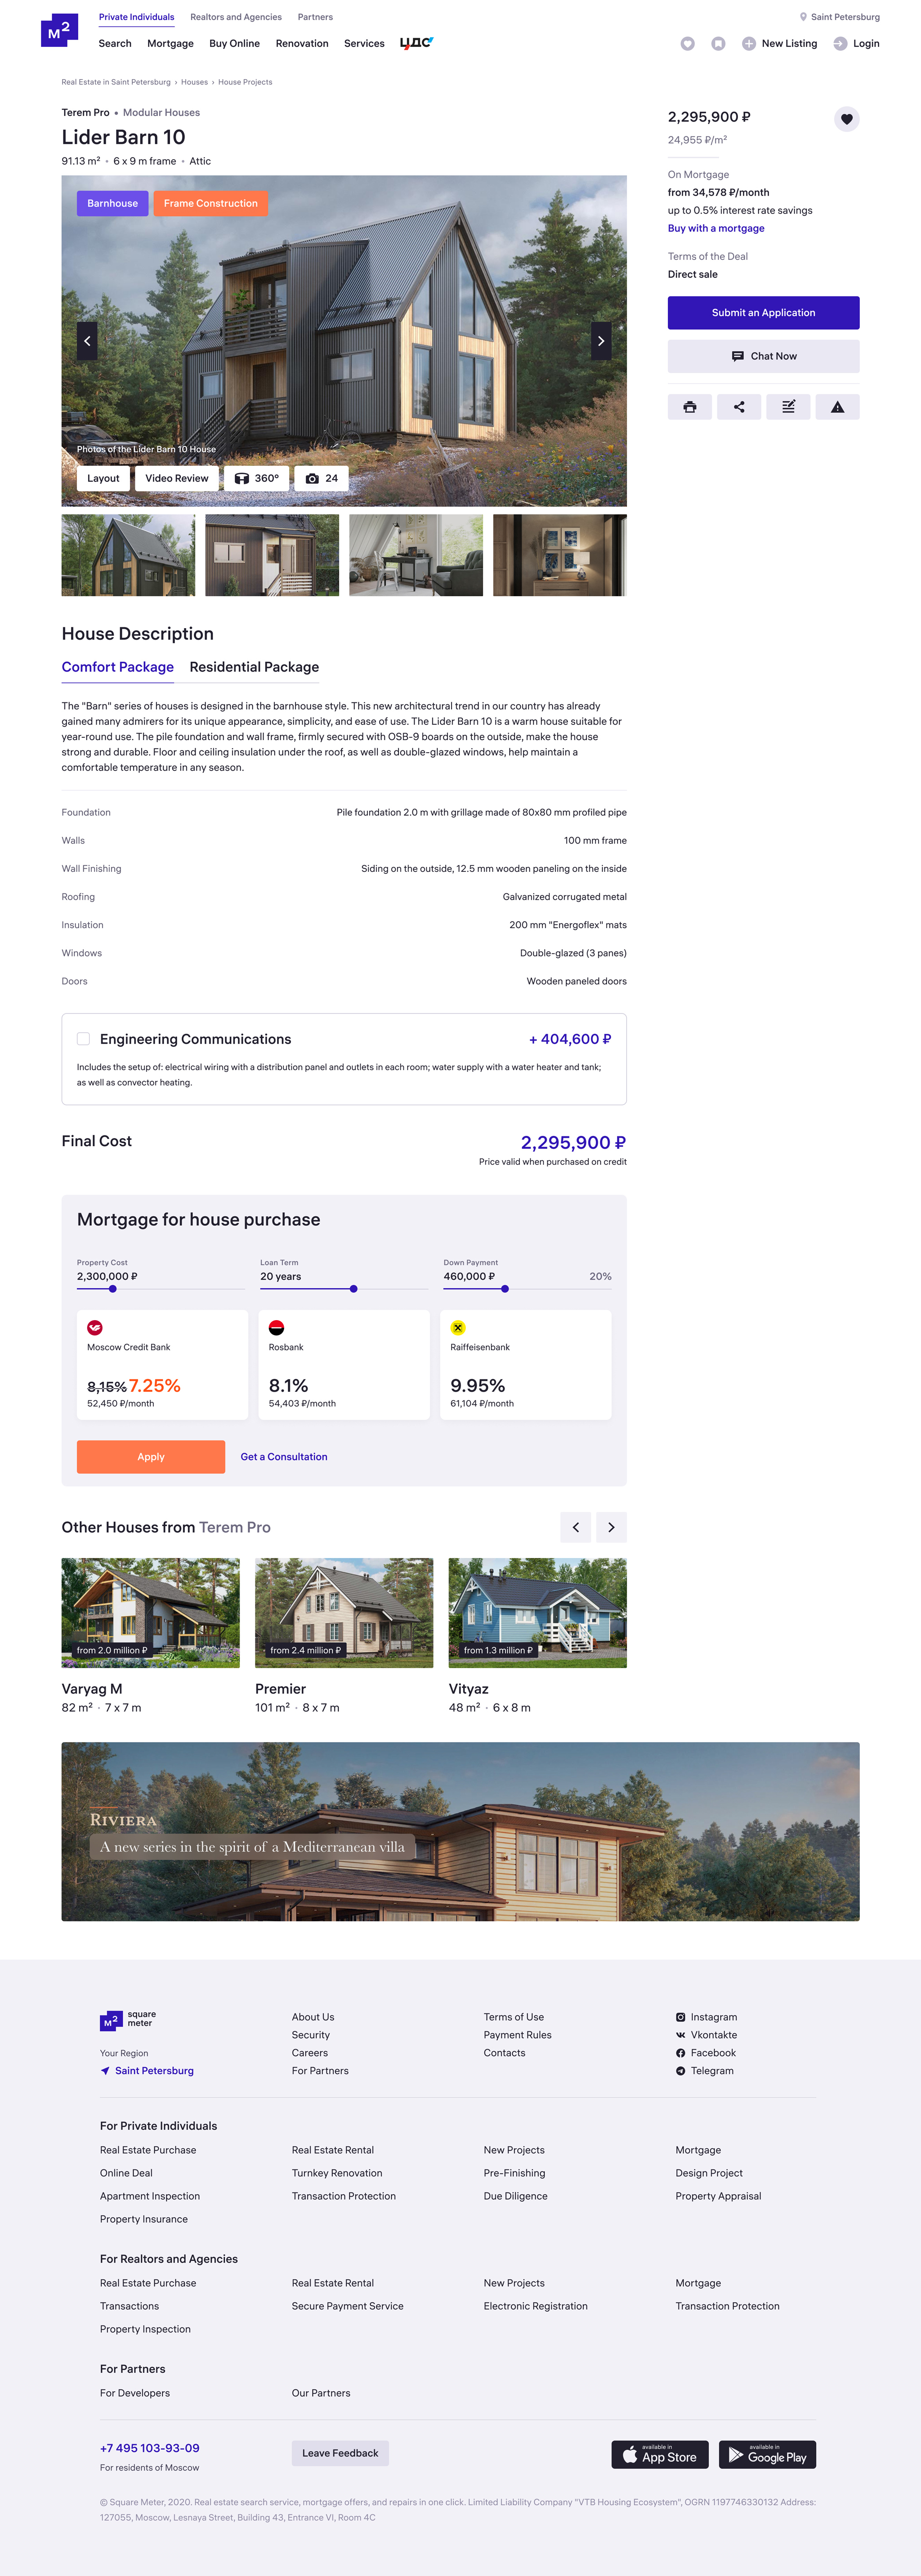 M²
Private Individuals
Realtors and Agencies
Partners
Saint Petersburg
Search
Mortgage
Buy Online
Renovation
Services
ЦДС
New Listing
Login
Real Estate in Saint Petersburg › Houses › House Projects
Terem Pro • Modular Houses
Lider Barn 10
91.13 m² • 6 x 9 m frame • Attic
Barnhouse
Frame Construction
Photos of the Lider Barn 10 House
Layout
Video Review
360°
24
2,295,900 ₽
24,955 ₽/m²
On Mortgage
from 34,578 ₽/month
up to 0.5% interest rate savings
Buy with a mortgage
Terms of the Deal
Direct sale
Submit an Application
Chat Now
House Description
Comfort Package
Residential Package
The "Barn" series of houses is designed in the barnhouse style. This new architectural trend in our country has already
gained many admirers for its unique appearance, simplicity, and ease of use. The Lider Barn 10 is a warm house suitable for
year-round use. The pile foundation and wall frame, firmly secured with OSB-9 boards on the outside, make the house
strong and durable. Floor and ceiling insulation under the roof, as well as double-glazed windows, help maintain a
comfortable temperature in any season.
Foundation
Pile foundation 2.0 m with grillage made of 80x80 mm profiled pipe
Walls
100 mm frame
Wall Finishing
Siding on the outside, 12.5 mm wooden paneling on the inside
Roofing
Galvanized corrugated metal
Insulation
200 mm "Energoflex" mats
Windows
Double-glazed (3 panes)
Doors
Wooden paneled doors
Engineering Communications
+ 404,600 ₽
Includes the setup of: electrical wiring with a distribution panel and outlets in each room; water supply with a water heater and tank;
as well as convector heating.
Final Cost
2,295,900 ₽
Price valid when purchased on credit
Mortgage for house purchase
Property Cost
2,300,000 ₽
Loan Term
20 years
Down Payment
460,000 ₽
20%
Moscow Credit Bank
8,15% 7.25%
52,450 ₽/month
Rosbank
8.1%
54,403 ₽/month
Raiffeisenbank
9.95%
61,104 ₽/month
Apply
Get a Consultation
Other Houses from Terem Pro
from 2.0 million ₽
Varyag M
82 m² · 7 x 7 m
from 2.4 million ₽
Premier
101 m² · 8 x 7 m
from 1.3 million ₽
Vityaz
48 m² · 6 x 8 m
Riviera
A new series in the spirit of a Mediterranean villa
M²
square
meter
Your Region
Saint Petersburg
About Us
Security
Careers
For Partners
Terms of Use
Payment Rules
Contacts
Instagram
Vkontakte
Facebook
Telegram
For Private Individuals
Real Estate Purchase
Real Estate Rental
New Projects
Mortgage
Online Deal
Turnkey Renovation
Pre-Finishing
Design Project
Apartment Inspection
Transaction Protection
Due Diligence
Property Appraisal
Property Insurance
For Realtors and Agencies
Real Estate Purchase
Real Estate Rental
New Projects
Mortgage
Transactions
Secure Payment Service
Electronic Registration
Transaction Protection
Property Inspection
For Partners
For Developers
Our Partners
+7 495 103-93-09
For residents of Moscow
Leave Feedback
available in
App Store
available in
Google Play
© Square Meter, 2020. Real estate search service, mortgage offers, and repairs in one click. Limited Liability Company "VTB Housing Ecosystem", OGRN 1197746330132 Address:
127055, Moscow, Lesnaya Street, Building 43, Entrance VI, Room 4C